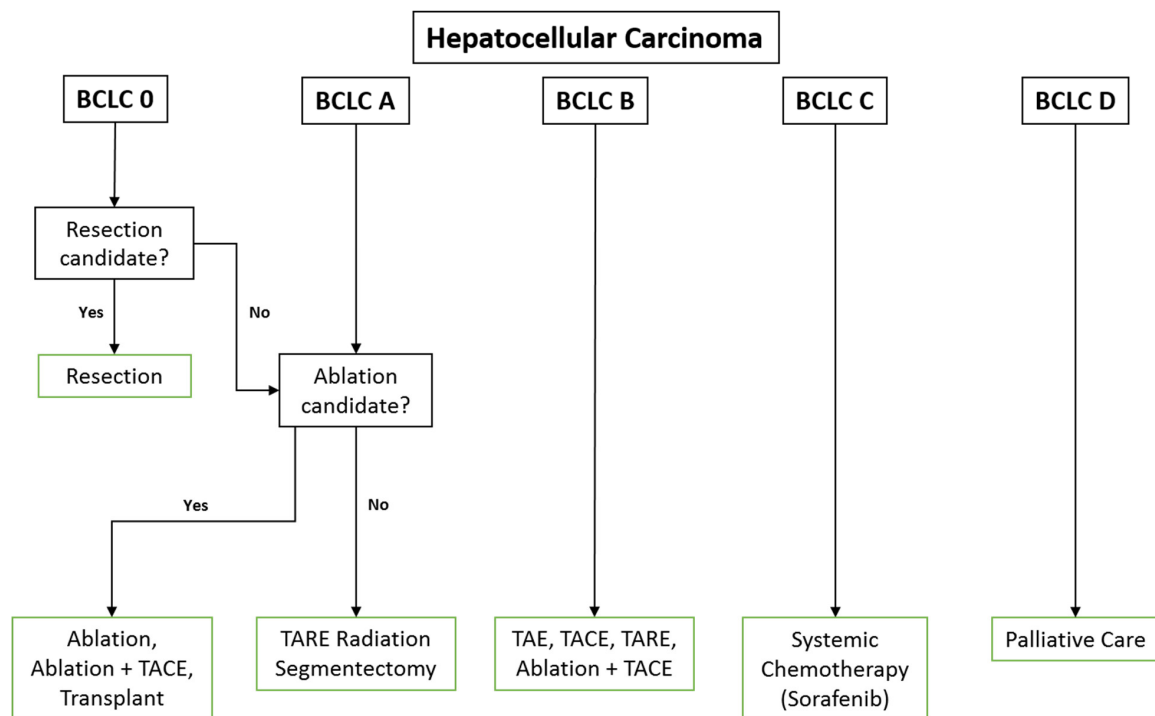 Hepatocellular Carcinoma
BCLC 0
BCLC A
BCLC B
BCLC C
BCLC D
Resection
candidate?
Yes
No
Resection
Ablation
candidate?
Yes
No
Ablation,
Ablation + TACE,
Transplant
TARE Radiation
Segmentectomy
TAE, TACE, TARE,
Ablation + TACE
Systemic
Chemotherapy
(Sorafenib)
Palliative Care